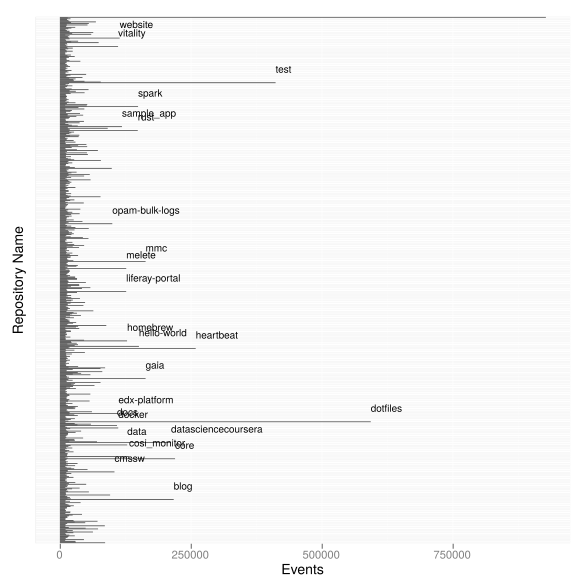 website
vitality
test
spark
sample_app
rust
opam-bulk-logs
mmc
melete
liferay-portal
homebrew
hello-world
heartbeat
gaia
edx-platform
dotfiles
docs
docker
datasciencecoursera
data
cosi_monitor
core
cmssw
blog
Repository Name
0 250000 500000 750000
Events